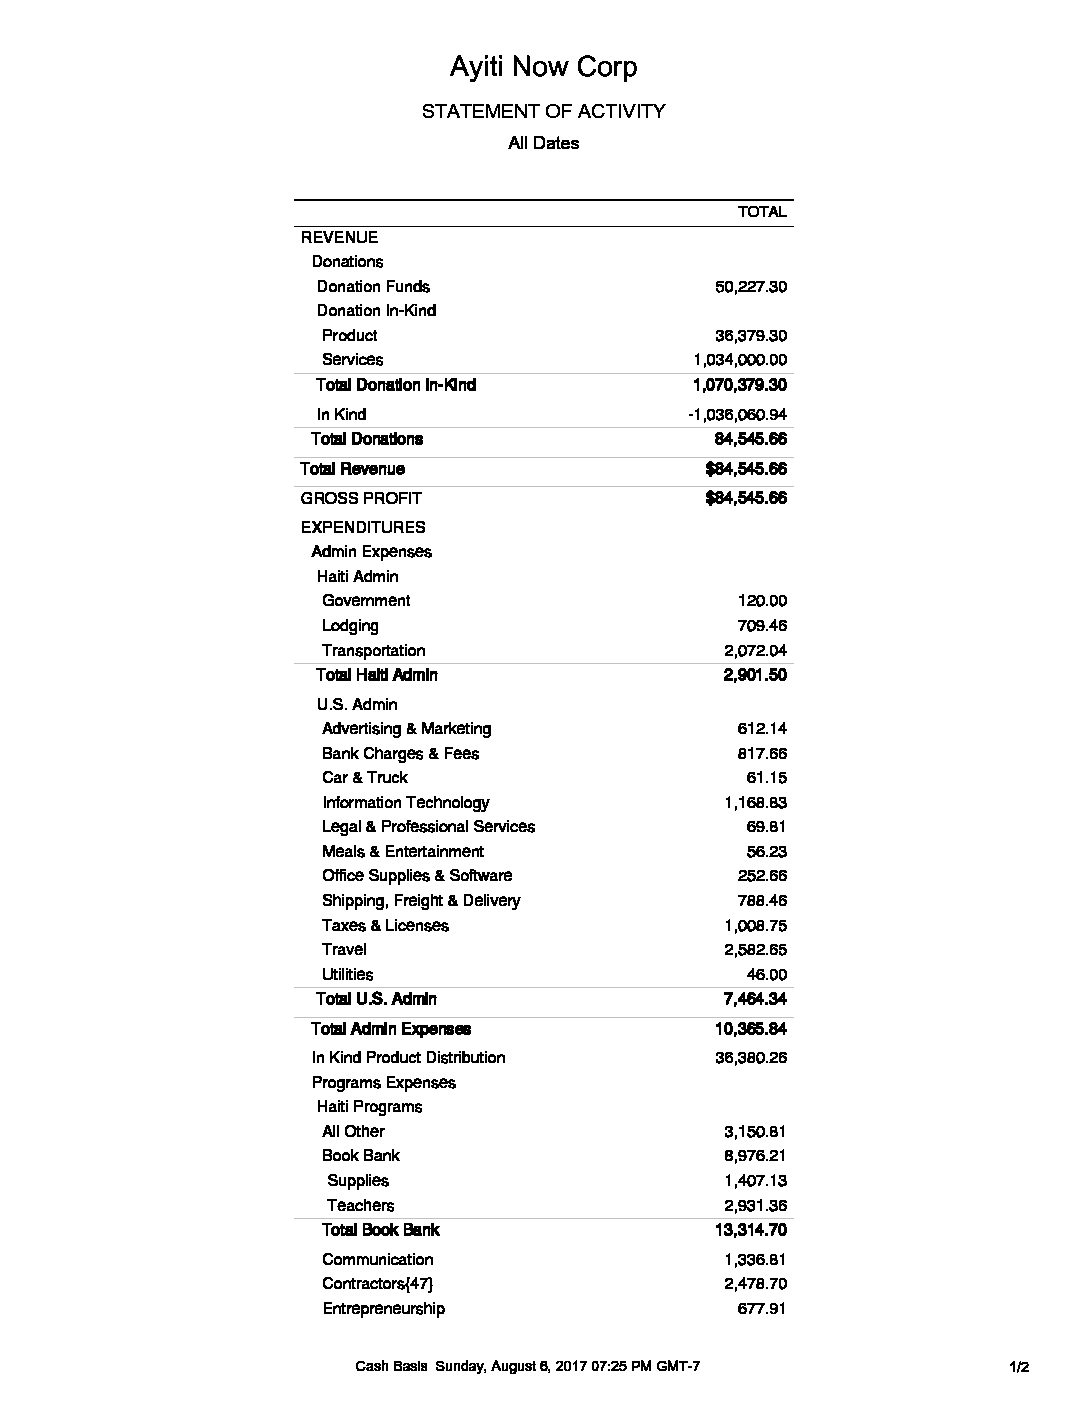 Ayiti Now Corp
STATEMENT OF ACTIVITY
All Dates
TOTAL
REVENUE
Donations
Donation Funds 50,227.30
Donation In-Kind
Product 36,379.30
Services 1,034,000.00
Total Donation In-Kind 1,070,379.30
In Kind -1,036,060.94
Total Donations 84,545.66
Total Revenue $84,545.66
GROSS PROFIT $84,545.66
EXPENDITURES
Admin Expenses
Haiti Admin
Government 120.00
Lodging 709.46
Transportation 2,072.04
Total Haiti Admin 2,901.50
U.S. Admin
Advertising & Marketing 612.14
Bank Charges & Fees 817.66
Car & Truck 61.15
Information Technology 1,168.83
Legal & Professional Services 69.81
Meals & Entertainment 56.23
Office Supplies & Software 252.66
Shipping, Freight & Delivery 788.46
Taxes & Licenses 1,008.75
Travel 2,582.65
Utilities 46.00
Total U.S. Admin 7,464.34
Total Admin Expenses 10,365.84
In Kind Product Distribution 36,380.26
Programs Expenses
Haiti Programs
All Other 3,150.81
Book Bank 8,976.21
Supplies 1,407.13
Teachers 2,931.36
Total Book Bank 13,314.70
Communication 1,336.81
Contractors{47} 2,478.70
Entrepreneurship 677.91
Cash Basis Sunday, August 6, 2017 07:25 PM GMT-7 1/2